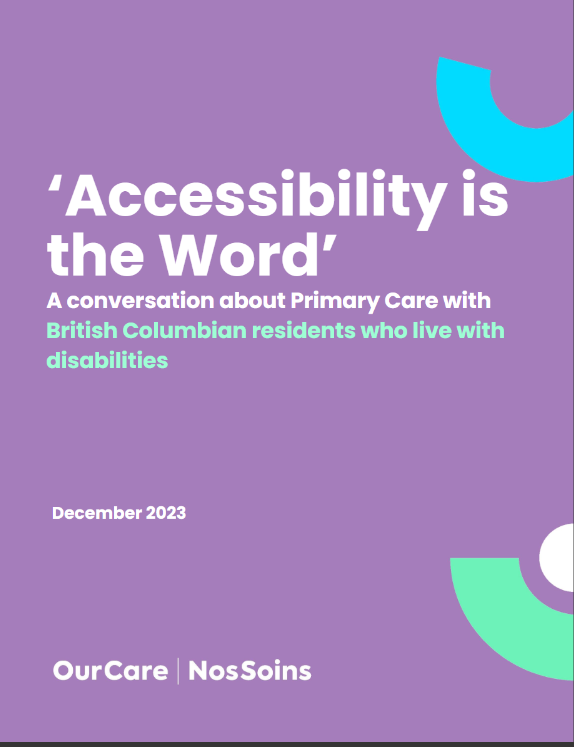 ‘Accessibility is
the Word’
A conversation about Primary Care with
British Columbian residents who live with
disabilities
December 2023
OurCare | NosSoins